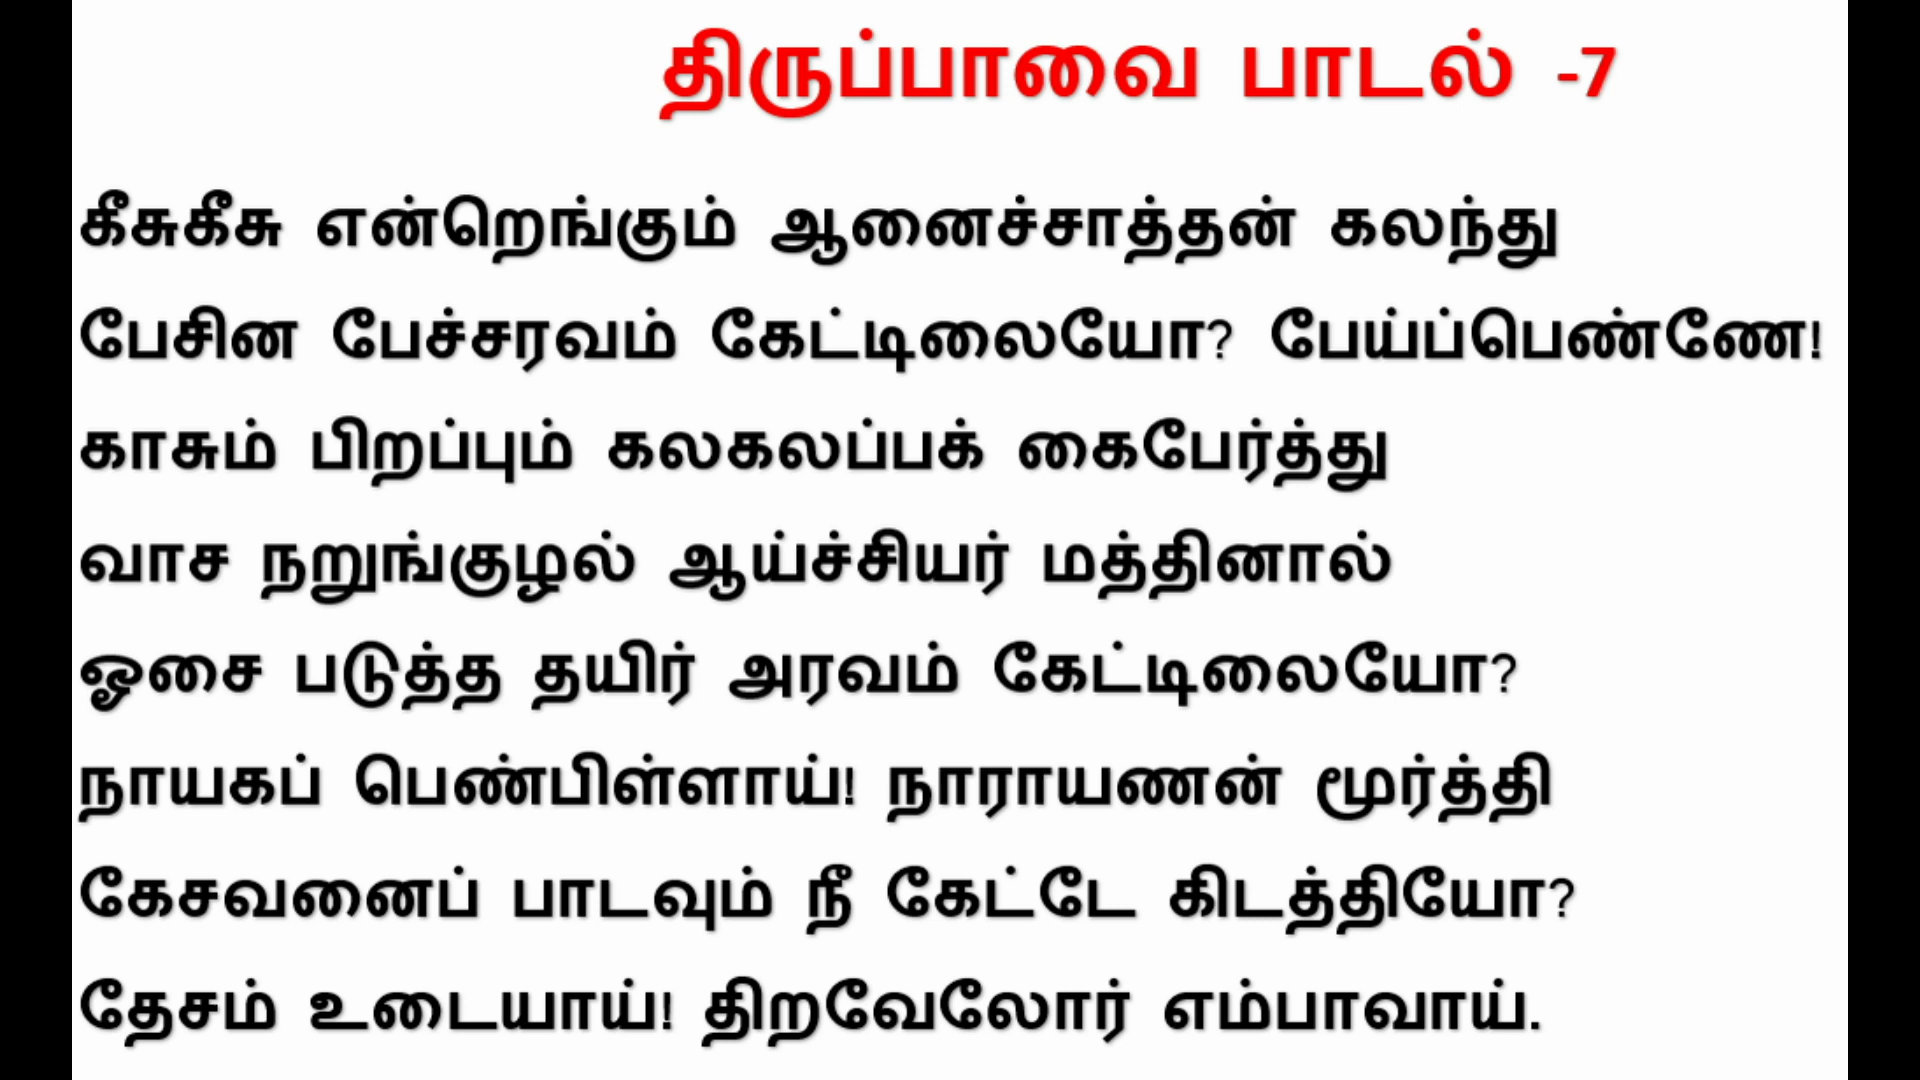 திருப்பாவை பாடல் -7
கீசுகீசு என்றெங்கும் ஆனைச்சாத்தன் கலந்து
பேசின பேச்சரவம் கேட்டிலையோ? பேய்ப்பெண்ணே!
காசும் பிறப்பும் கலகலப்பக் கைபேர்த்து
வாச நறுங்குழல் ஆய்ச்சியர் மத்தினால்
ஓசை படுத்த தயிர் அரவம் கேட்டிலையோ?
நாயகப் பெண்பிள்ளாய்! நாராயணன் மூர்த்தி
கேசவனைப் பாடவும் நீ கேட்டே கிடத்தியோ?
தேசம் உடையாய்! திறவேலோர் எம்பாவாய்.